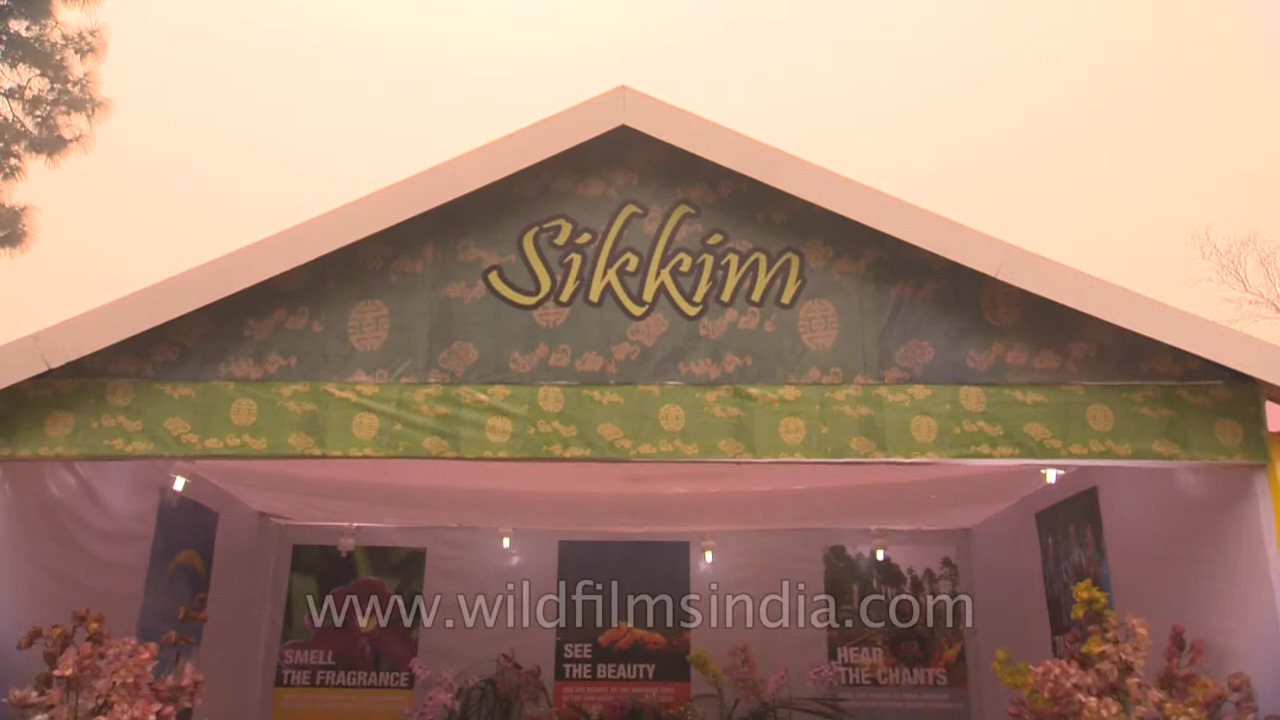 Sikkim
www.wildfilmsindia.com
SMELL
THE FRAGRANCE
SEE
THE BEAUTY
HEAR
THE CHANTS